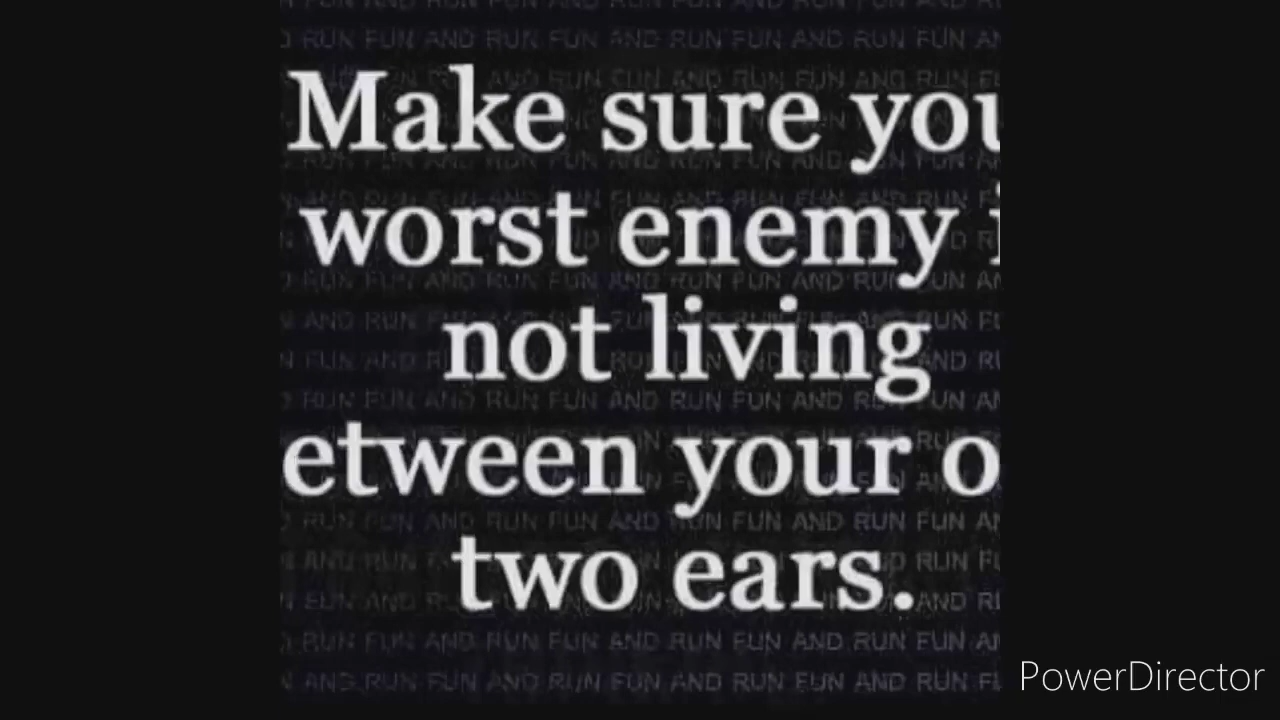 Make sure you
worst enemy i
not living
etween your o
two ears.
PowerDirector